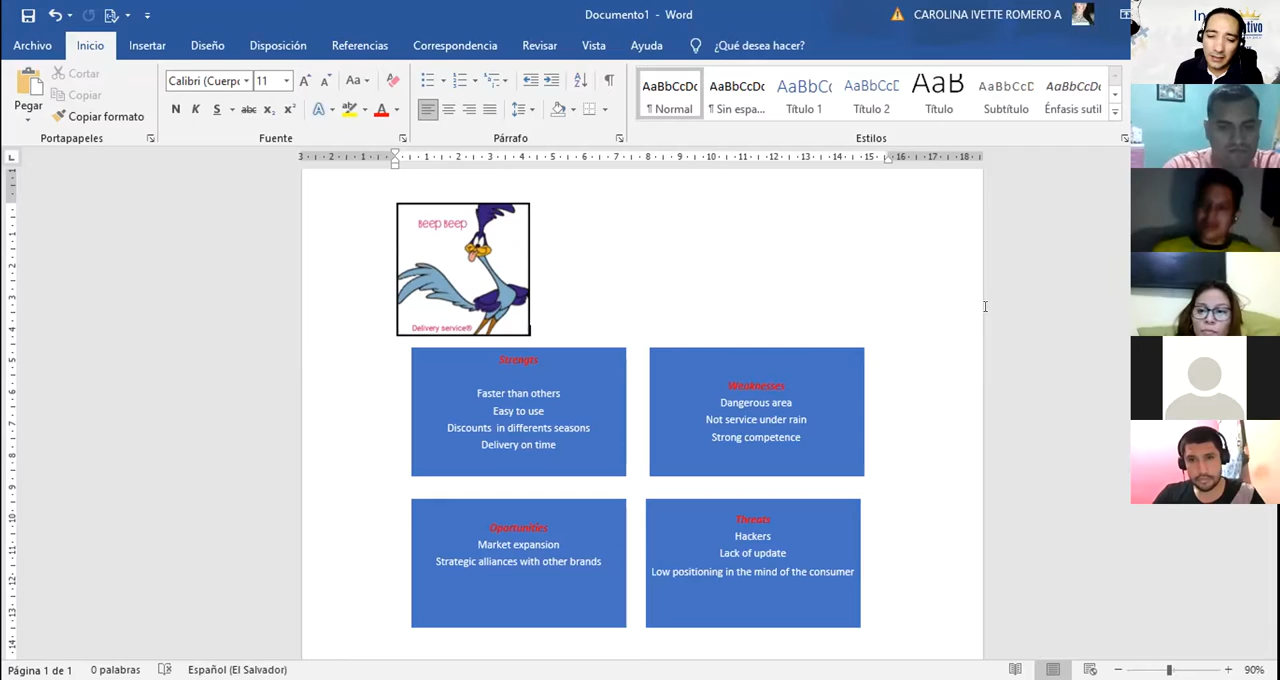 Documento1 - Word
CAROLINA IVETTE ROMERO A
Archivo
Inicio
Insertar
Diseño
Disposición
Referencias
Correspondencia
Revisar
Vista
Ayuda
¿Qué desea hacer?
Pegar
Cortar
Copiar
Copiar formato
Portapapeles
Calibri (Cuerpo
11
Fuente
Párrafo
AaBbCcDc
¶ Normal
AaBbCcDc
¶ Sin espa...
AaBbC
Título 1
AaBbCcD
Título 2
AaB
Título
AaBbCcD
Subtítulo
AaBbCcDc
Énfasis sutil
Estilos
Beep Beep
Delivery service®
Strengts
Faster than others
Easy to use
Discounts in differents seasons
Delivery on time
Weaknesses
Dangerous area
Not service under rain
Strong competence
Oportunities
Market expansion
Strategic alliances with other brands
Threats
Hackers
Lack of update
Low positioning in the mind of the consumer
Página 1 de 1
0 palabras
Español (El Salvador)
90%